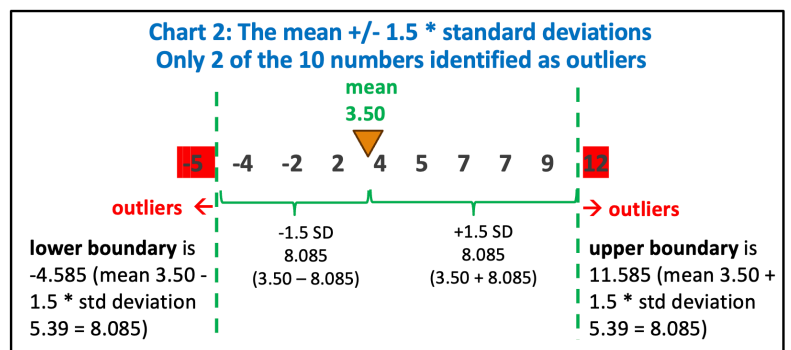 Chart 2: The mean +/- 1.5 * standard deviations
Only 2 of the 10 numbers identified as outliers
mean
3.50
-5 -4 -2 2 4 5 7 7 9 12
outliers ←
→ outliers
-1.5 SD
8.085
(3.50 – 8.085)
+1.5 SD
8.085
(3.50 + 8.085)
lower boundary is
-4.585 (mean 3.50 -
1.5 * std deviation
5.39 = 8.085)
upper boundary is
11.585 (mean 3.50 +
1.5 * std deviation
5.39 = 8.085)